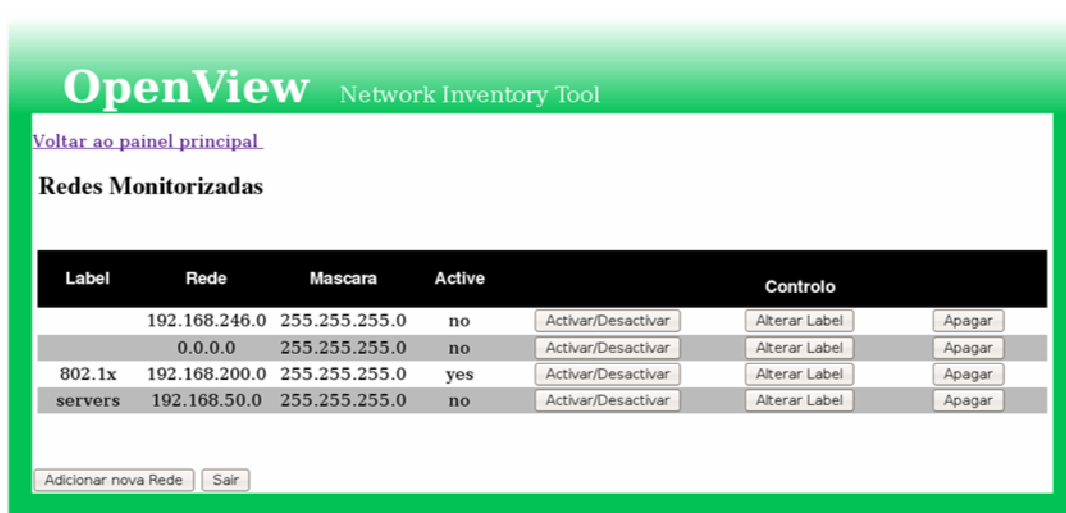 OpenView Network Inventory Tool
Voltar ao painel principal
Redes Monitorizadas
Label Rede Mascara Active Controlo
192.168.246.0 255.255.255.0 no Activar/Desactivar Alterar Label Apagar
0.0.0.0 255.255.255.0 no Activar/Desactivar Alterar Label Apagar
802.1x 192.168.200.0 255.255.255.0 yes Activar/Desactivar Alterar Label Apagar
servers 192.168.50.0 255.255.255.0 no Activar/Desactivar Alterar Label Apagar
Adicionar nova Rede Sair